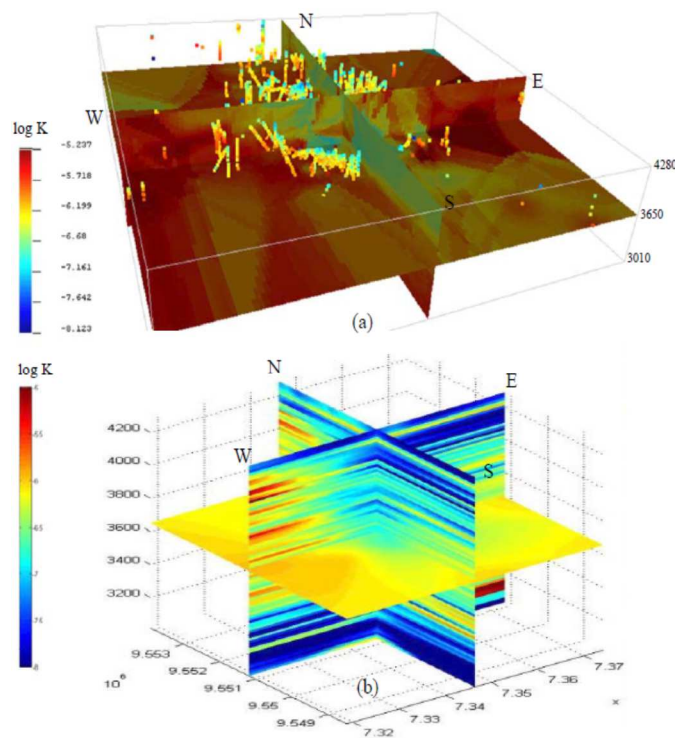 N
E
W
log K
-5.237
-5.718
-6.199
-6.68
-7.161
-7.642
-8.123
S
4280
3650
3010
(a)
log K
N
E
W
S
4200
4000
3800
3600
3400
3200
-7
-8
9.553
9.552
9.551
9.55
9.549
10⁶
(b)
7.37
7.36
7.35
7.34
7.33
7.32
x